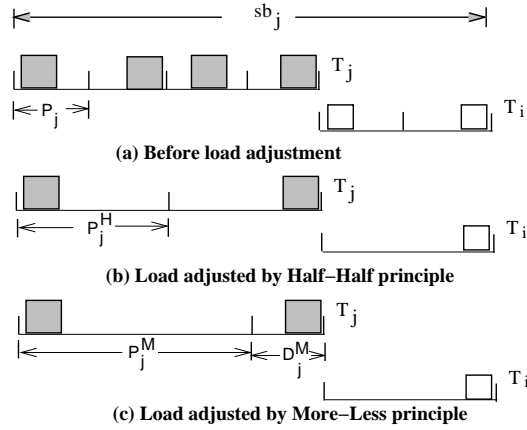 sb_j
T_j
P_j
T_i
(a) Before load adjustment
T_j
P_j^H
T_i
(b) Load adjusted by Half−Half principle
T_j
P_j^M D_j^M
T_i
(c) Load adjusted by More−Less principle